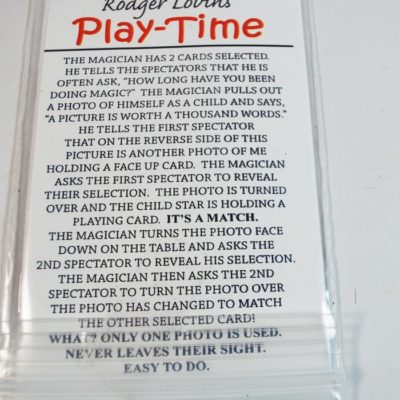 Rodger Lovins
Play-Time
THE MAGICIAN HAS 2 CARDS SELECTED.
HE TELLS THE SPECTATORS THAT HE IS
OFTEN ASK, "HOW LONG HAVE YOU BEEN
DOING MAGIC?" THE MAGICIAN PULLS OUT
A PHOTO OF HIMSELF AS A CHILD AND SAYS,
"A PICTURE IS WORTH A THOUSAND WORDS."
HE TELLS THE FIRST SPECTATOR
THAT ON THE REVERSE SIDE OF THIS
PICTURE IS ANOTHER PHOTO OF ME
HOLDING A FACE UP CARD. THE MAGICIAN
ASKS THE FIRST SPECTATOR TO REVEAL
THEIR SELECTION. THE PHOTO IS TURNED
OVER AND THE CHILD STAR IS HOLDING A
PLAYING CARD. IT'S A MATCH.
THE MAGICIAN TURNS THE PHOTO FACE
DOWN ON THE TABLE AND ASKS THE
2ND SPECTATOR TO REVEAL HIS SELECTION.
THE MAGICIAN THEN ASKS THE 2ND
SPECTATOR TO TURN THE PHOTO OVER
THE PHOTO HAS CHANGED TO MATCH
THE OTHER SELECTED CARD!
WHAT? ONLY ONE PHOTO IS USED.
NEVER LEAVES THEIR SIGHT.
EASY TO DO.